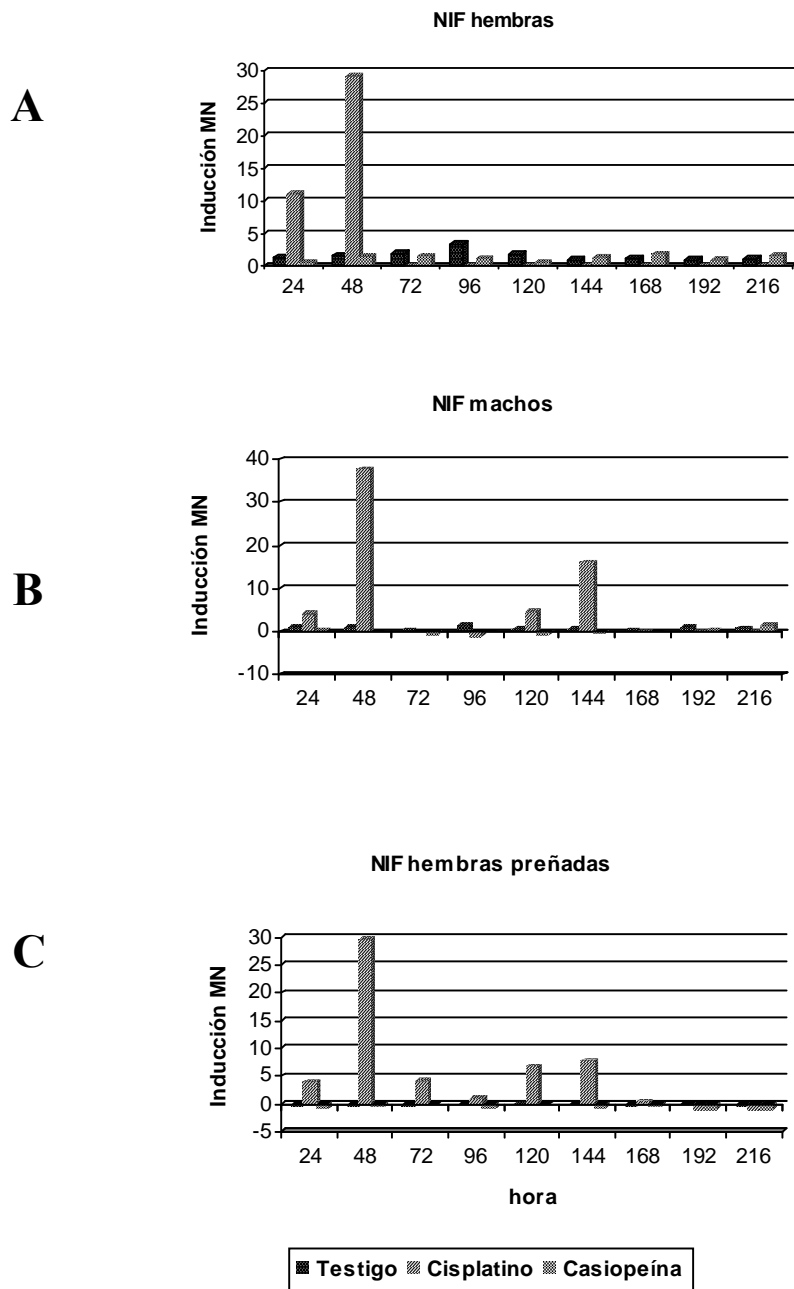 NIF hembras
A
Inducción MN
30
25
20
15
10
5
0
24 48 72 96 120 144 168 192 216
NIF machos
B
Inducción MN
40
30
20
10
0
-10
24 48 72 96 120 144 168 192 216
NIF hembras preñadas
C
Inducción MN
30
25
20
15
10
5
0
-5
24 48 72 96 120 144 168 192 216
hora
Testigo Cisplatino Casiopeína